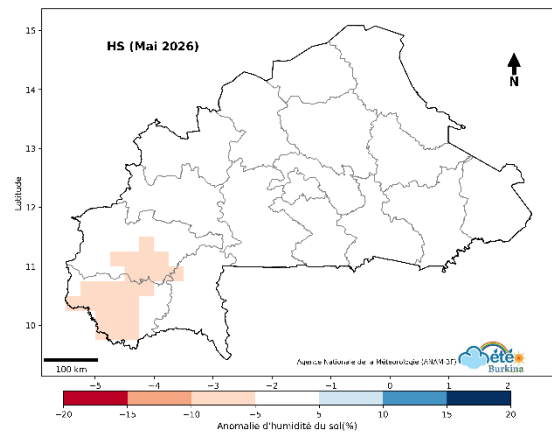 HS (Mai 2026)
N
15
14
13
12
11
10
Latitude
100 km
Agence Nationale de la Météorologie (ANAM-BF)
Météo
Burkina
−5
−4
−3
−2
−1
0
1
2
−20
−15
−10
−5
5
10
15
20
Anomalie d'humidité du sol(%)